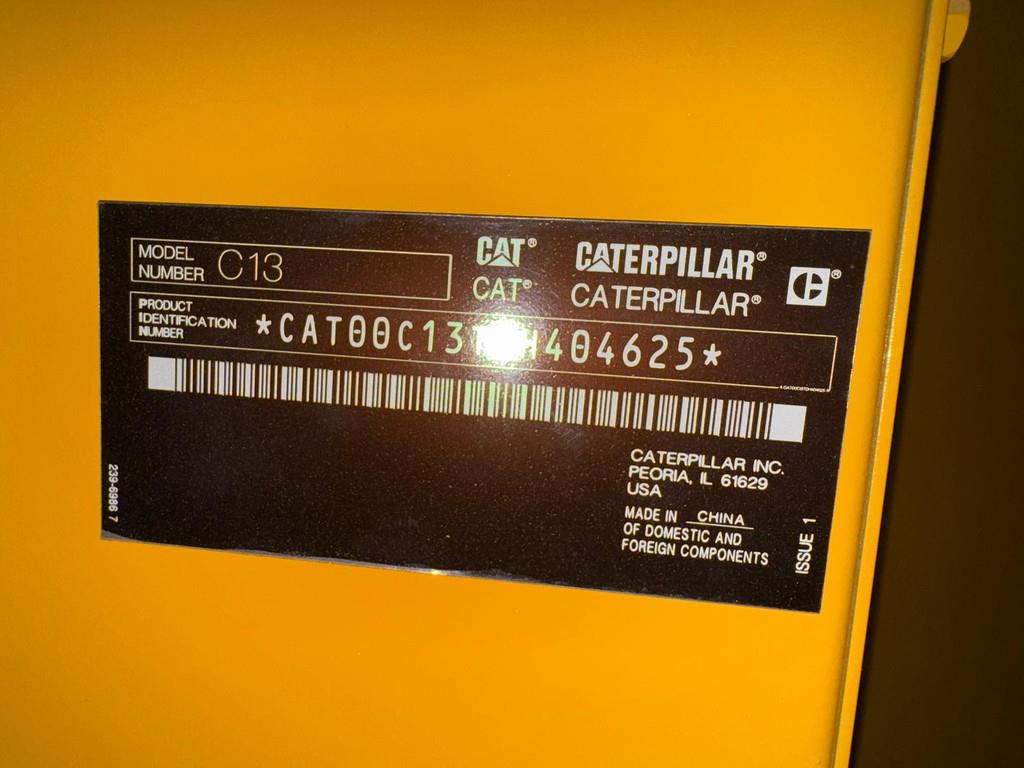 MODEL
NUMBER C13
CAT® CATERPILLAR®
CAT® CATERPILLAR®
PRODUCT
IDENTIFICATION
NUMBER
CATERPILLAR INC.
PEORIA, IL 61629
USA
MADE IN CHINA
OF DOMESTIC AND
FOREIGN COMPONENTS
239-6986 7
ISSUE 1